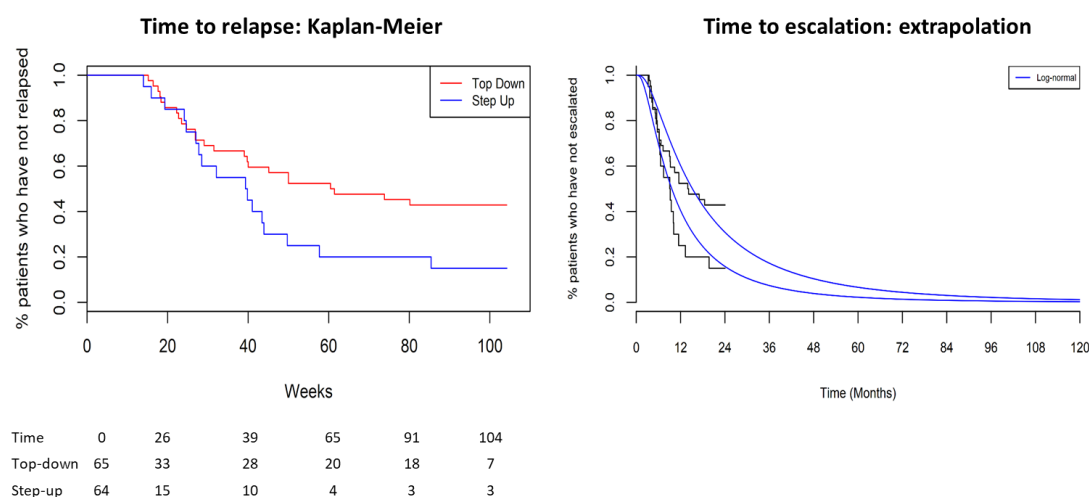 Time to relapse: Kaplan-Meier
% patients who have not relapsed
1.0
0.8
0.6
0.4
0.2
0.0
Top Down
Step Up
0 20 40 60 80 100
Weeks
Time 0 26 39 65 91 104
Top-down 65 33 28 20 18 7
Step-up 64 15 10 4 3 3
Time to escalation: extrapolation
% patients who have not escalated
1.0
0.8
0.6
0.4
0.2
0.0
Log-normal
0 12 24 36 48 60 72 84 96 108 120
Time (Months)